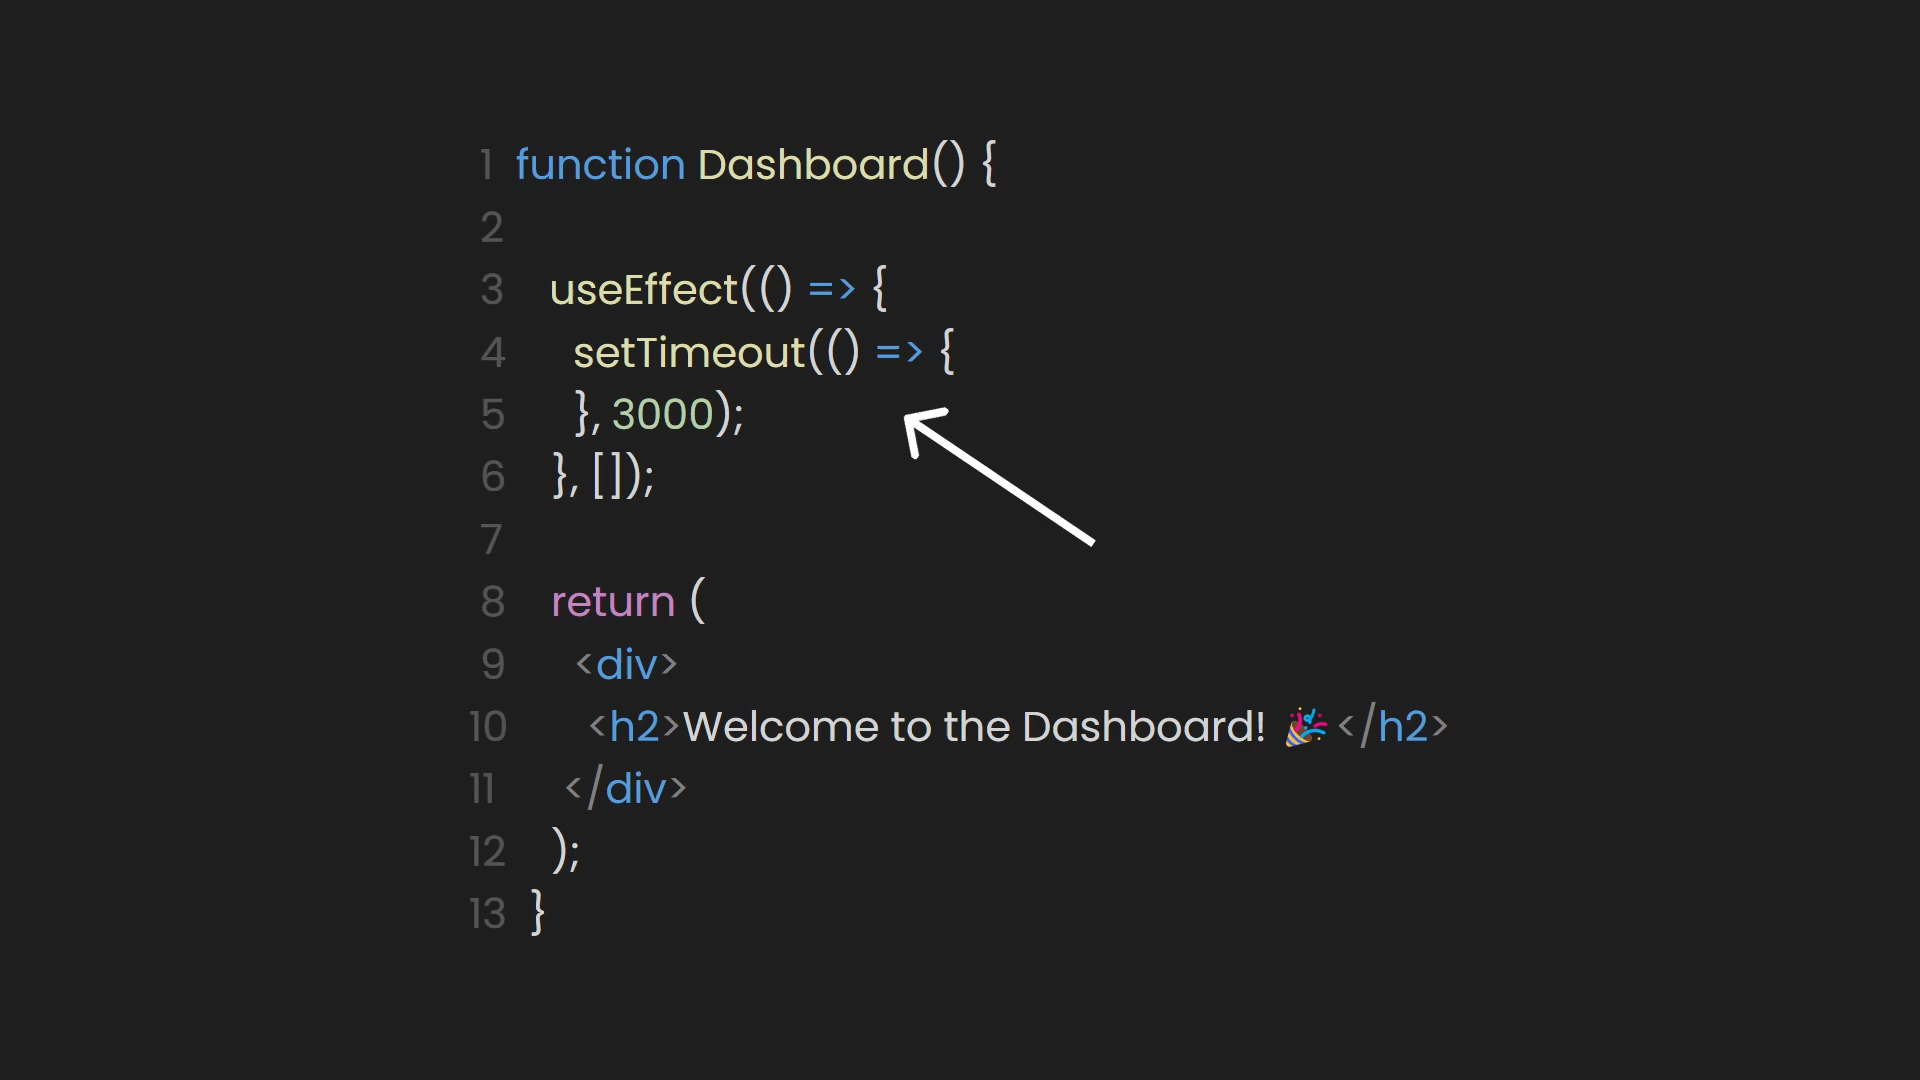 1 function Dashboard() {
2
3 useEffect(() => {
4 setTimeout(() => {
5 }, 3000);
6 }, []);
7
8 return (
9 <div>
10 <h2>Welcome to the Dashboard! 🎉</h2>
11 </div>
12 );
13 }